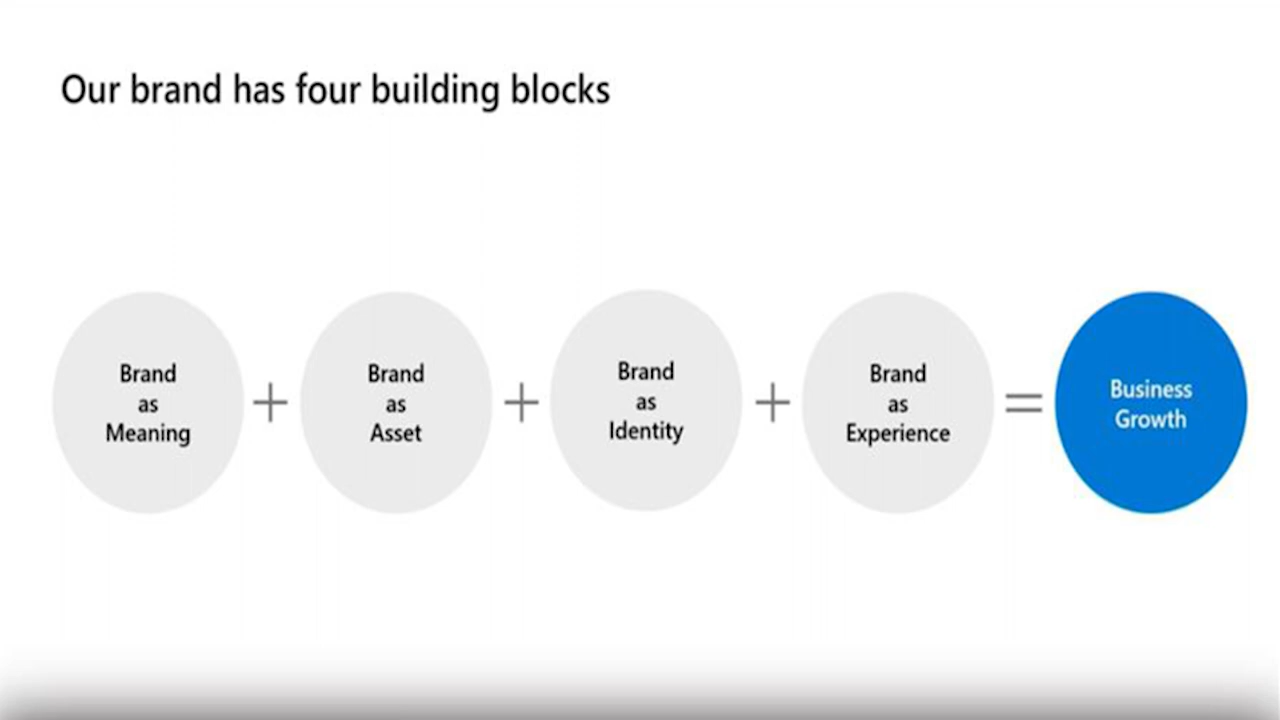 Our brand has four building blocks
Brand
as
Meaning
+
Brand
as
Asset
+
Brand
as
Identity
+
Brand
as
Experience
=
Business
Growth